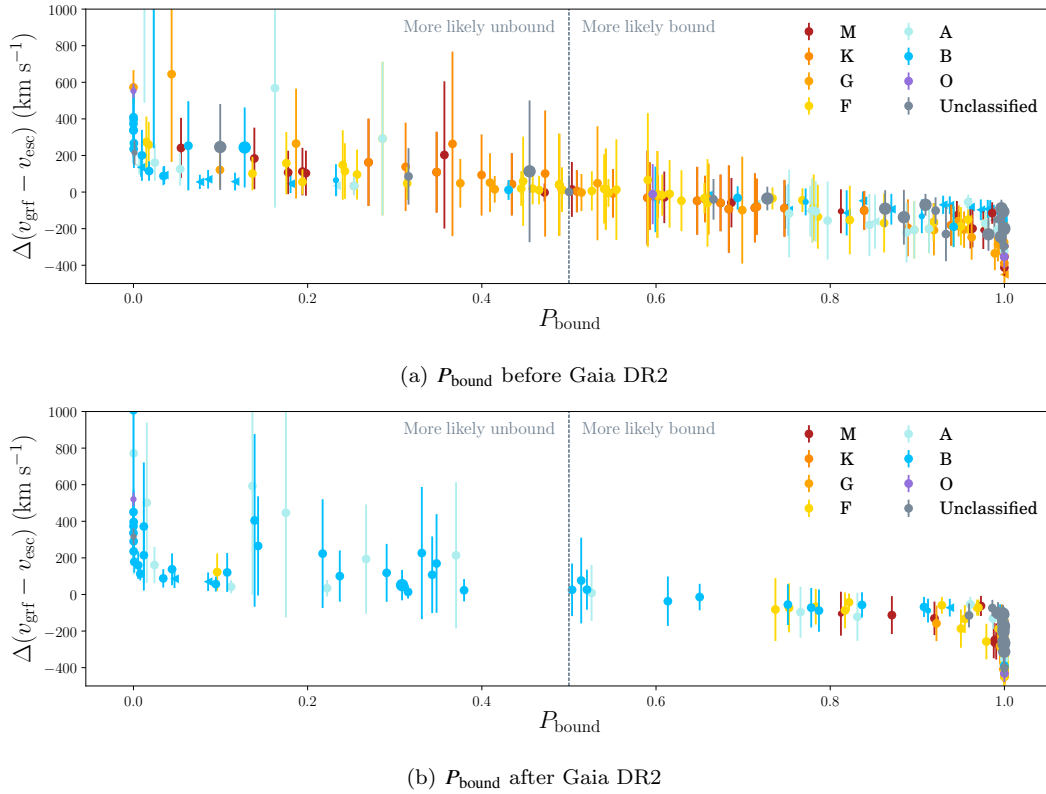 1000
800
600
400
200
0
−200
−400
Δ(v_grf − v_esc) (km s⁻¹)
More likely unbound
More likely bound
M
K
G
F
A
B
O
Unclassified
0.0 0.2 0.4 0.6 0.8 1.0
P_bound
(a) P_bound before Gaia DR2
1000
800
600
400
200
0
−200
−400
Δ(v_grf − v_esc) (km s⁻¹)
More likely unbound
More likely bound
M
K
G
F
A
B
O
Unclassified
0.0 0.2 0.4 0.6 0.8 1.0
P_bound
(b) P_bound after Gaia DR2